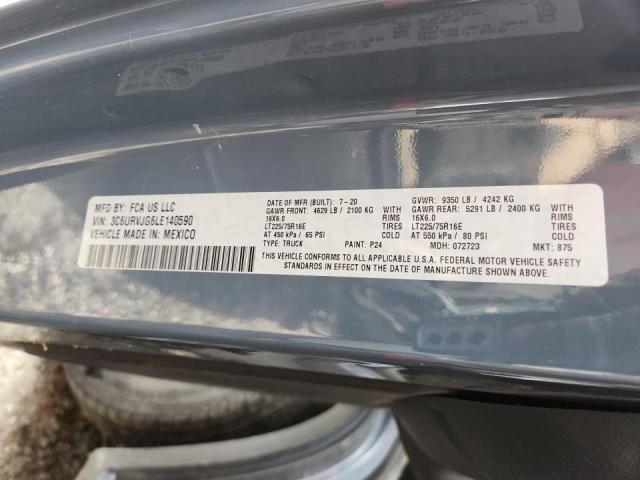 MFD BY: FCA US LLC
VIN: 3C6URVJG6LE140590
VEHICLE MADE IN: MEXICO
DATE OF MFR (BUILT): 7-20
GAWR FRONT: 4629 LB / 2100 KG
16X6.0 RIMS
LT225/75R16E TIRES
AT 450 kPa / 65 PSI COLD
TYPE: TRUCK PAINT: P24
GVWR: 9350 LB / 4242 KG
GAWR REAR: 5291 LB / 2400 KG
16X6.0 RIMS
LT225/75R16E TIRES
AT 550 kPa / 80 PSI COLD
MDH: 072723 MKT: 875
THIS VEHICLE CONFORMS TO ALL APPLICABLE U.S.A. FEDERAL MOTOR VEHICLE SAFETY
STANDARDS IN EFFECT ON THE DATE OF MANUFACTURE SHOWN ABOVE.